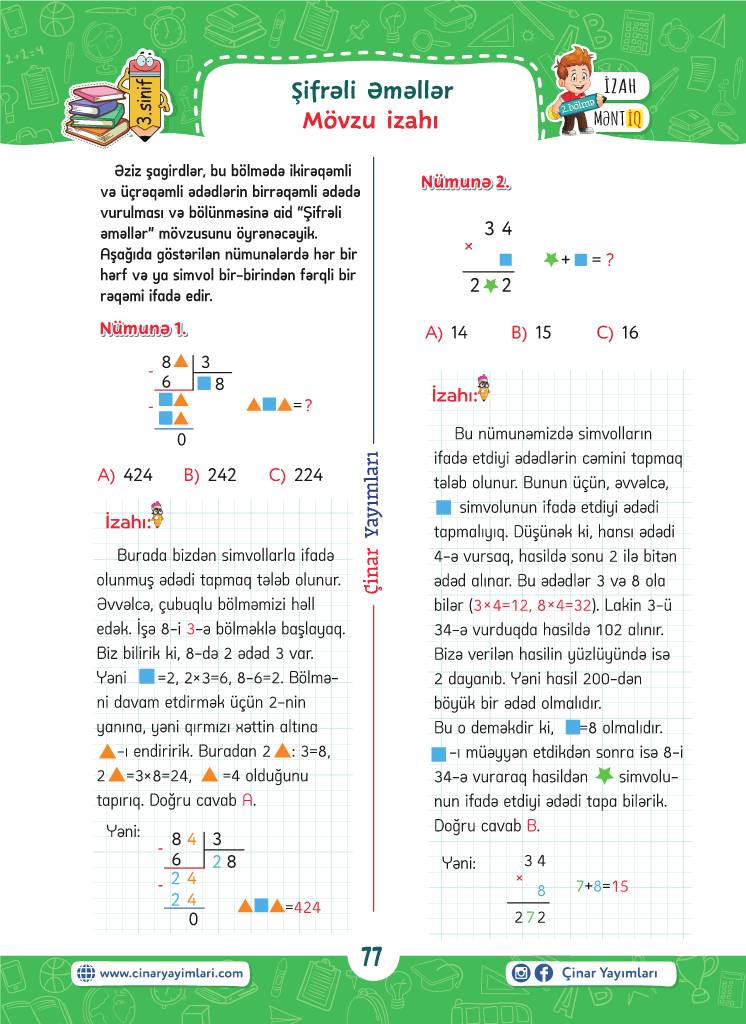 3.sinif
Şifrəli Əməllər
Mövzu izahı
2.bölmə
İZAH
MƏNTİQ
Əziz şagirdlər, bu bölmədə ikirəqəmli
və üçrəqəmli ədədlərin birrəqəmli ədədə
vurulması və bölünməsinə aid “Şifrəli
əməllər” mövzusunu öyrənəcəyik.
Aşağıda göstərilən nümunələrdə hər bir
hərf və ya simvol bir-birindən fərqli bir
rəqəmi ifadə edir.
Nümunə 1.
8▲ 3
- 6 ■8
- ■▲
■▲
0
▲■▲= ?
A) 424 B) 242 C) 224
İzahı:
Burada bizdən simvollarla ifadə
olunmuş ədədi tapmaq tələb olunur.
Əvvəlcə, çubuqlu bölməmizi həll
edək. İşə 8-i 3-ə bölməklə başlayaq.
Biz bilirik ki, 8-də 2 ədəd 3 var.
Yəni ■=2, 2×3=6, 8-6=2. Bölmə-
ni davam etdirmək üçün 2-nin
yanına, yəni qırmızı xəttin altına
▲-ı endiririk. Buradan 2▲: 3=8,
2▲=3×8=24, ▲=4 olduğunu
tapırıq. Doğru cavab A.
Yəni:
84 3
- 6 28
- 24
24
0
▲■▲=424
Çinar Yayımları
Nümunə 2.
34
×
■
2★2
★+■= ?
A) 14 B) 15 C) 16
İzahı:
Bu nümunəmizdə simvolların
ifadə etdiyi ədədlərin cəmini tapmaq
tələb olunur. Bunun üçün, əvvəlcə,
■ simvolunun ifadə etdiyi ədədi
tapmalıyıq. Düşünək ki, hansı ədədi
4-ə vursaq, hasildə sonu 2 ilə bitən
ədəd alınar. Bu ədədlər 3 və 8 ola
bilər (3×4=12, 8×4=32). Lakin 3-ü
34-ə vurduqda hasildə 102 alınır.
Bizə verilən hasilin yüzlüyündə isə
2 dayanıb. Yəni hasil 200-dən
böyük bir ədəd olmalıdır.
Bu o deməkdir ki, ■=8 olmalıdır.
■-ı müəyyən etdikdən sonra isə 8-i
34-ə vuraraq hasildən ★ simvolu-
nun ifadə etdiyi ədədi tapa bilərik.
Doğru cavab B.
Yəni:
34
×
8
272
7+8=15
77
www.cinaryayimlari.com
Çinar Yayımları